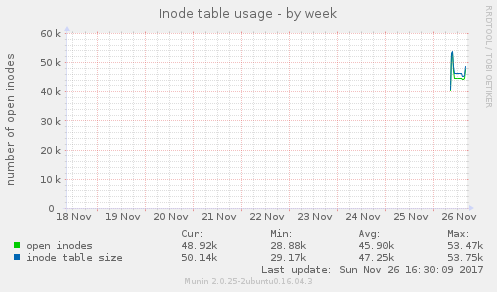 Inode table usage - by week
RRDTOOL / TOBI OETIKER
number of open inodes
60 k
50 k
40 k
30 k
20 k
10 k
0
18 Nov 19 Nov 20 Nov 21 Nov 22 Nov 23 Nov 24 Nov 25 Nov 26 Nov
Cur: Min: Avg: Max:
open inodes 48.92k 28.88k 45.90k 53.47k
inode table size 50.14k 29.17k 47.25k 53.75k
Last update: Sun Nov 26 16:30:09 2017
Munin 2.0.25-2ubuntu0.16.04.3